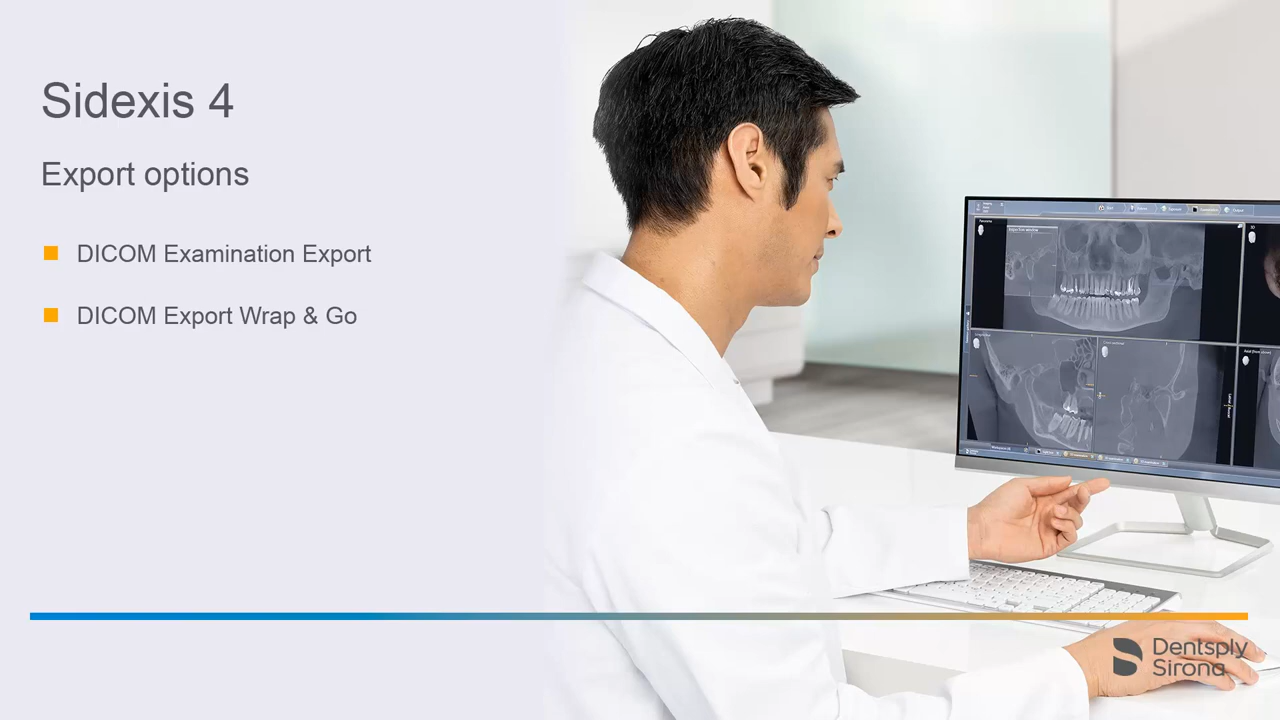 Sidexis 4
Export options
DICOM Examination Export
DICOM Export Wrap & Go
Dentsply
Sirona